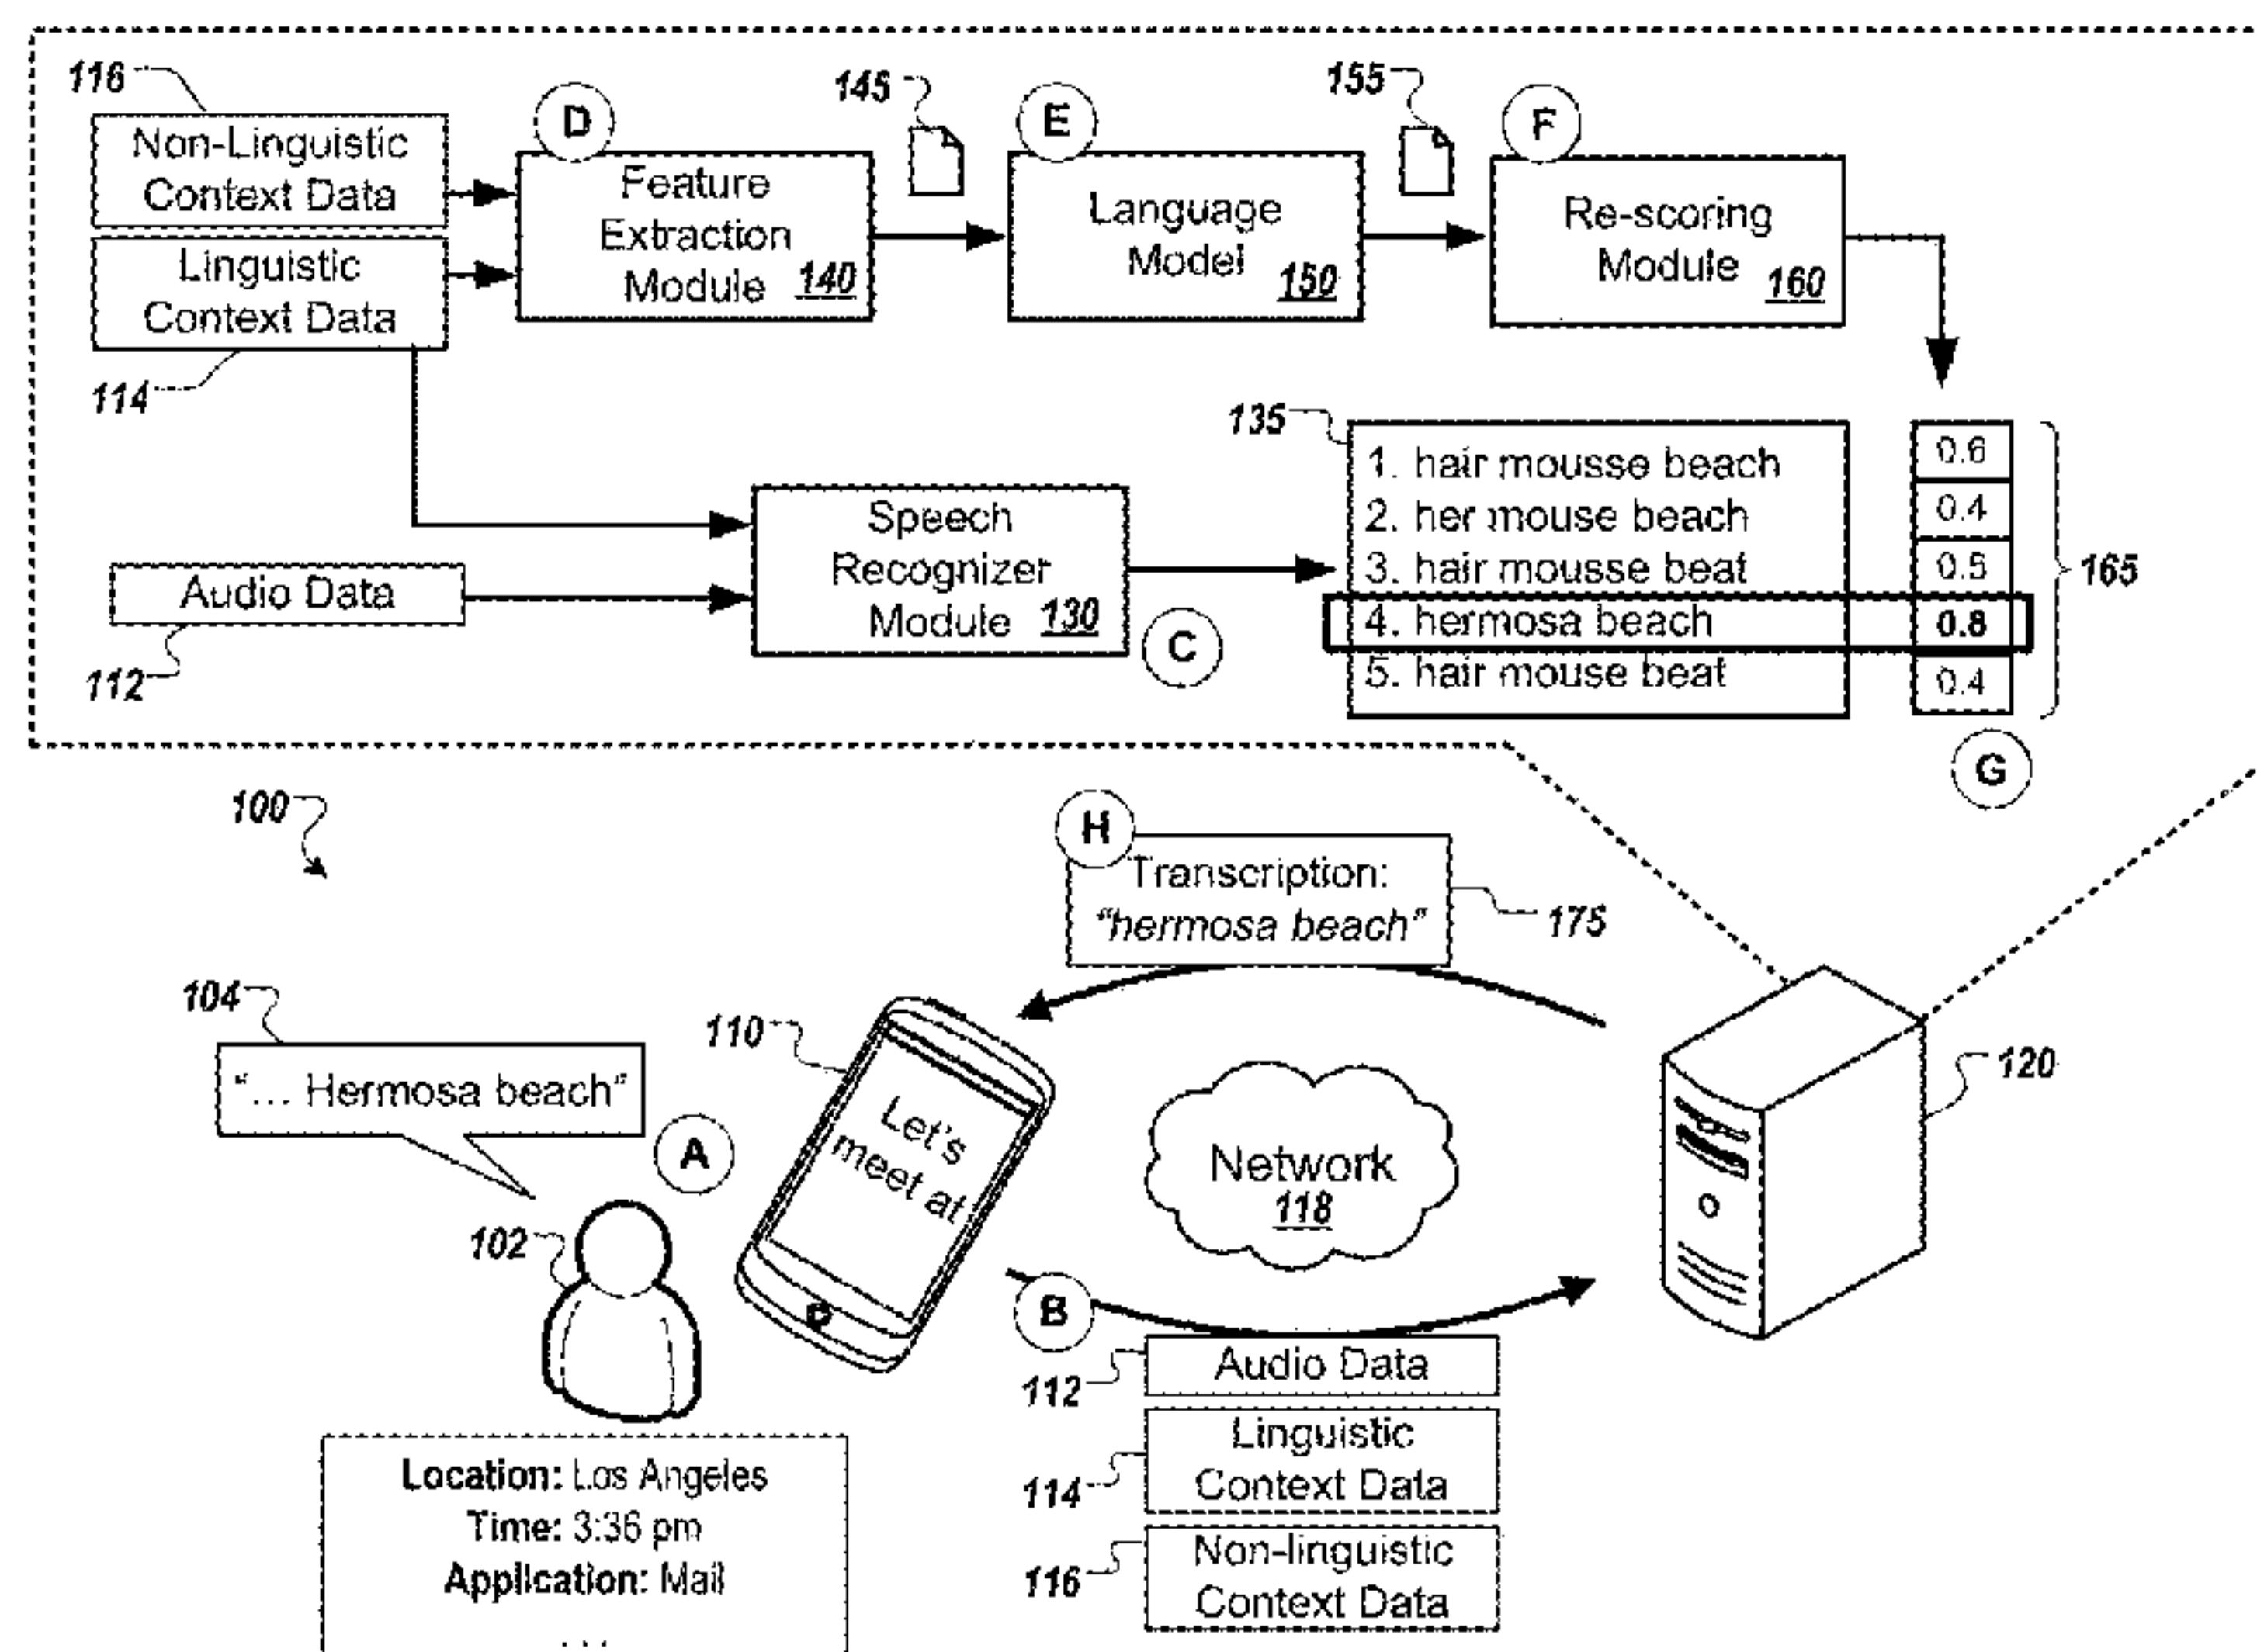 116
Non-Linguistic
Context Data
Linguistic
Context Data
114
D
Feature
Extraction
Module 140
145
E
Language
Model 150
155
F
Re-scoring
Module 160
Audio Data
112
Speech
Recognizer
Module 130
C
135
1. hair mousse beach
2. her mouse beach
3. hair mousse beat
4. hermosa beach
5. hair mouse beat
0.6
0.4
0.5
0.8
0.4
165
G
100
H
Transcription:
"hermosa beach"
175
104
"... Hermosa beach"
A
102
110
Let's
meet at
Network
118
120
B
112
Audio Data
114
Linguistic
Context Data
116
Non-linguistic
Context Data
Location: Los Angeles
Time: 3:36 pm
Application: Mail
...